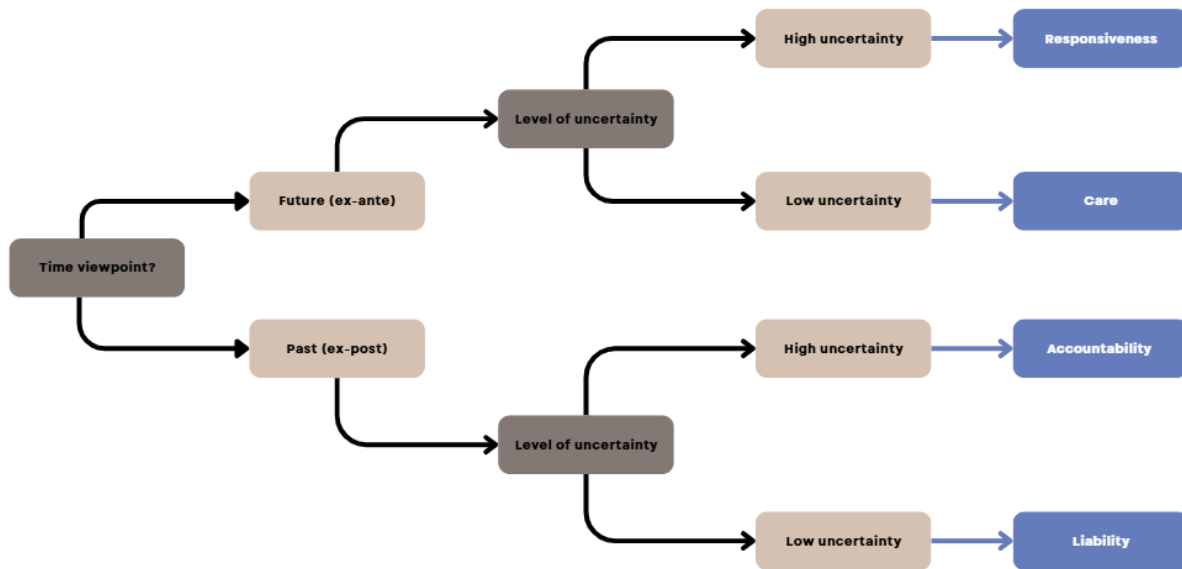 High uncertainty
Responsiveness
Level of uncertainty
Future (ex-ante)
Low uncertainty
Care
Time viewpoint?
Past (ex-post)
High uncertainty
Accountability
Level of uncertainty
Low uncertainty
Liability